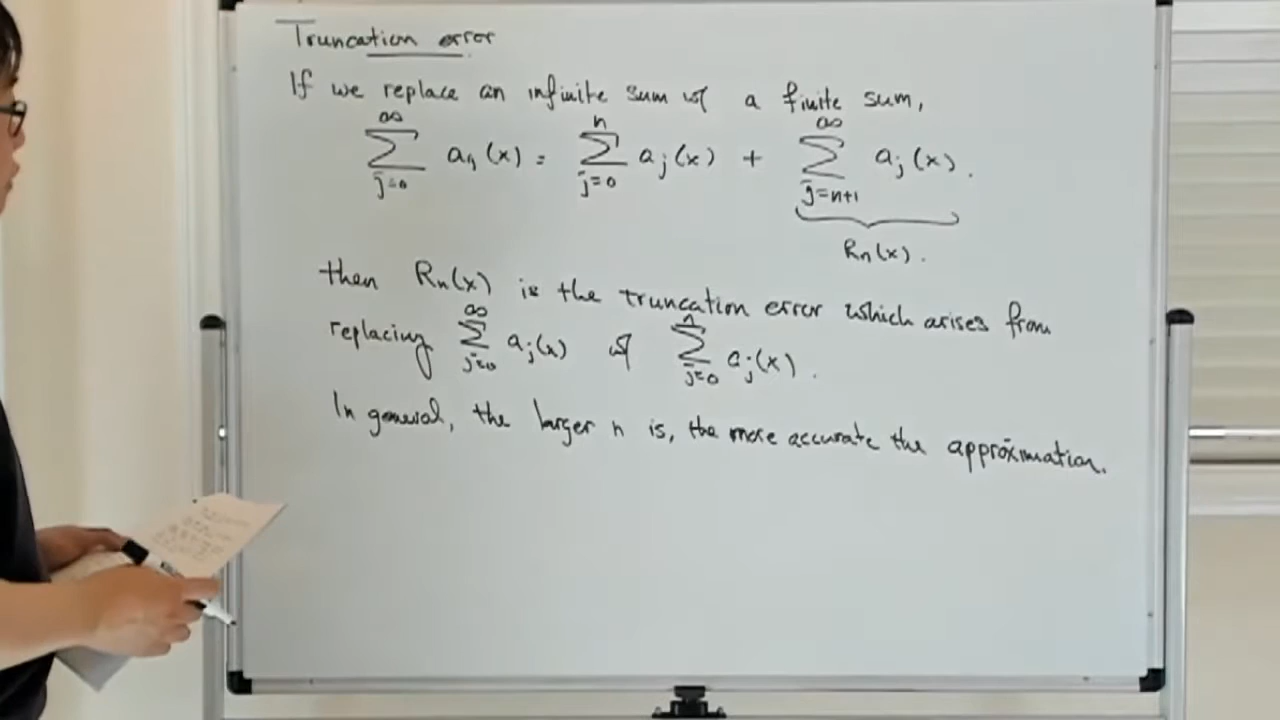 Truncation error
If we replace an infinite sum w/ a finite sum,
∞ ∑ j=0 a_n(x) = n ∑ j=0 a_j(x) + ∞ ∑ j=n+1 a_j(x).
R_n(x).
then R_n(x) is the truncation error which arises from
replacing ∞ ∑ j=0 a_j(x) w/ n ∑ j=0 a_j(x).
In general, the larger n is, the more accurate the approximation.